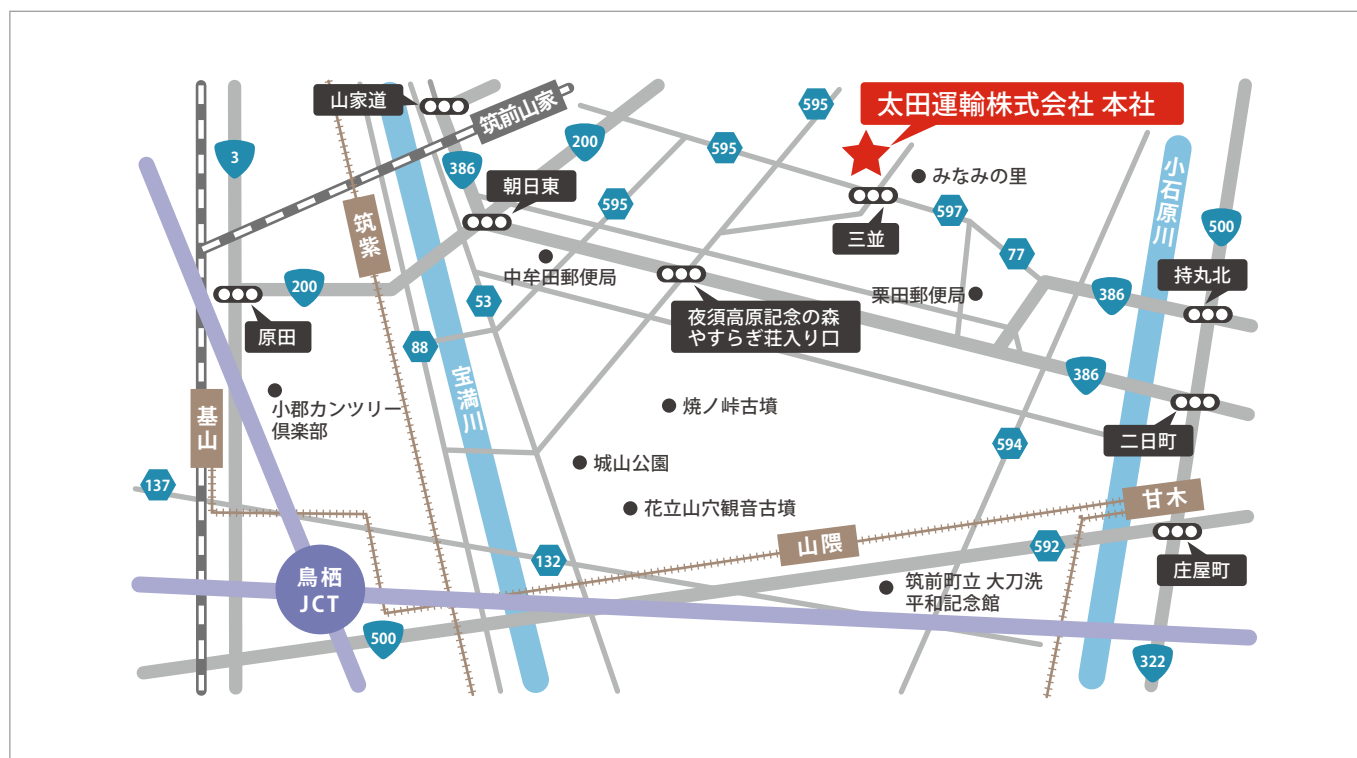 山家道
筑前山家
595
太田運輸株式会社 本社
3
386
200
595
朝日東
みなみの里
小石原川
筑紫
595
597
500
三並
77
中牟田郵便局
持丸北
200
53
栗田郵便局
386
原田
夜須高原記念の森
やすらぎ荘入り口
88
386
宝満川
基山
小郡カンツリー
倶楽部
焼ノ峠古墳
二日町
594
城山公園
137
甘木
花立山穴観音古墳
山隈
592
132
庄屋町
鳥栖
JCT
筑前町立 大刀洗
平和記念館
500
322